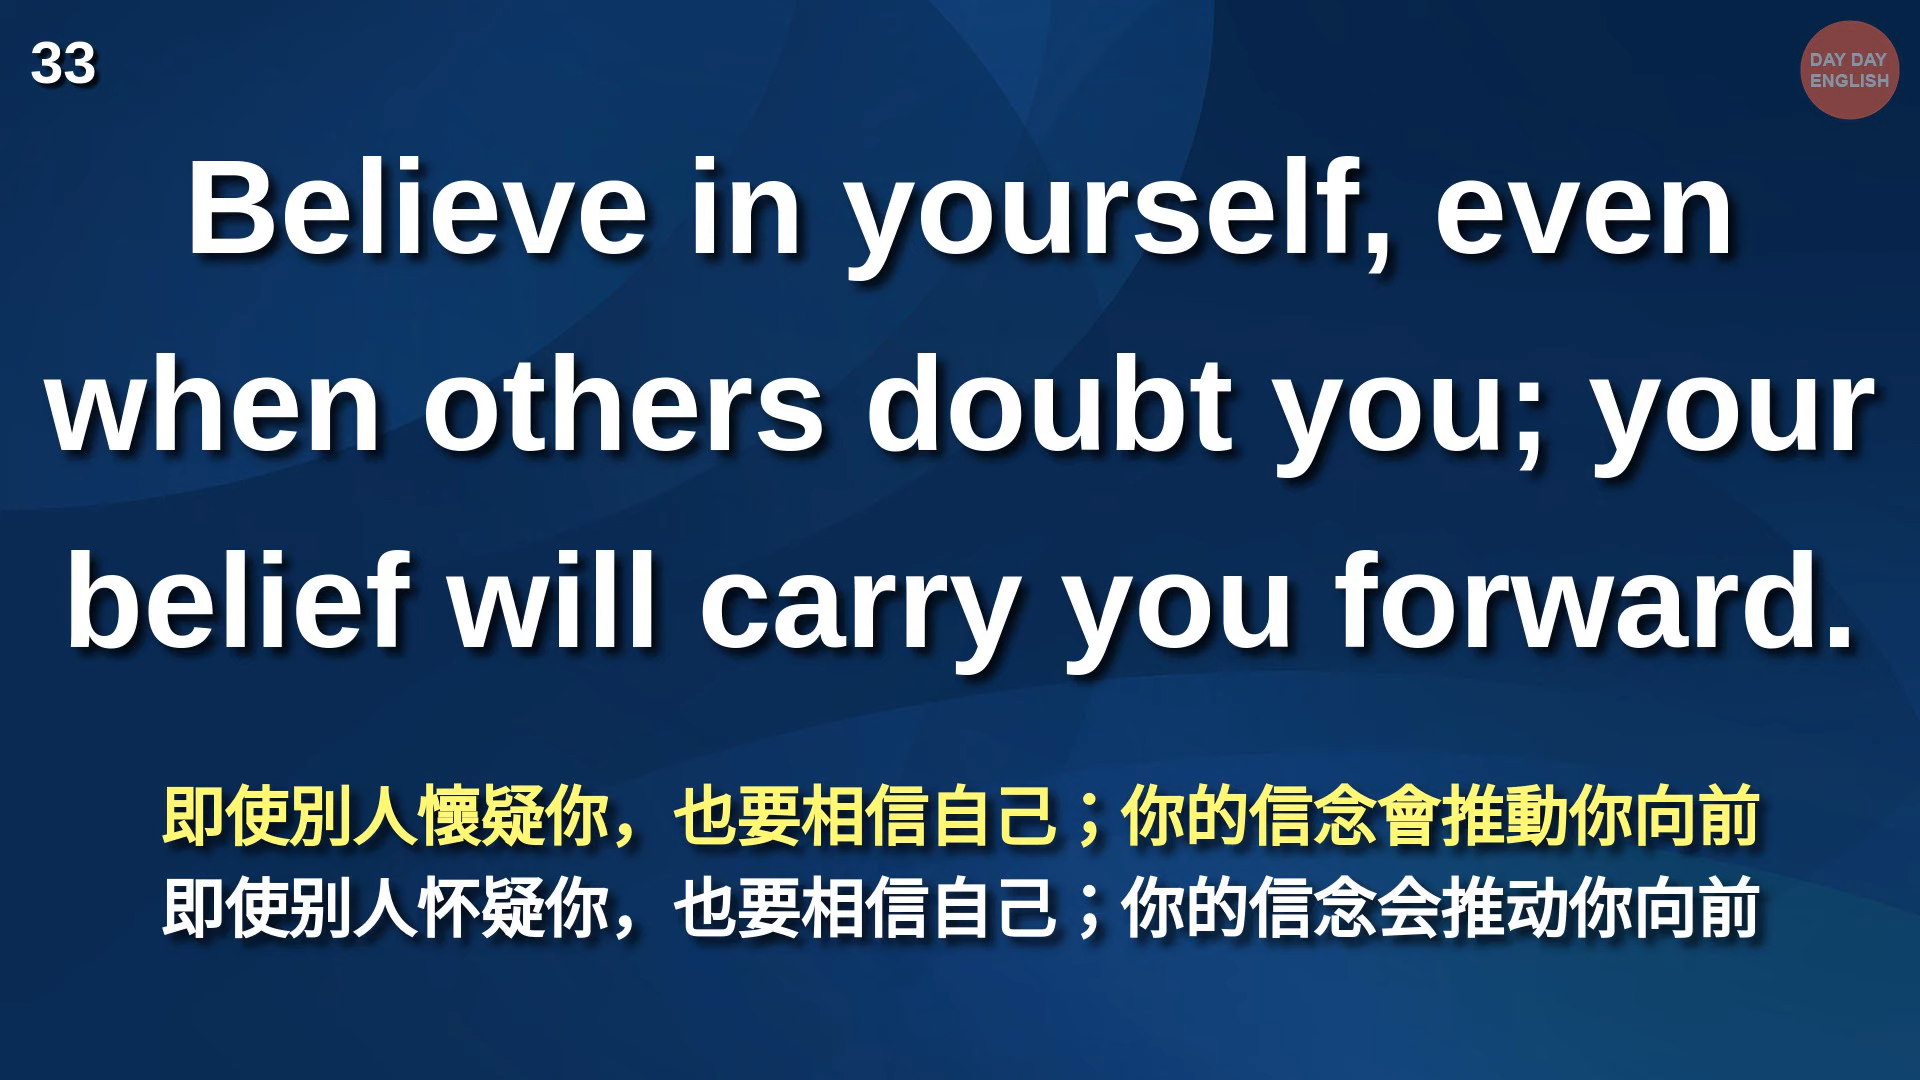 33
DAY DAY
ENGLISH
Believe in yourself, even
when others doubt you; your
belief will carry you forward.
即使別人懷疑你，也要相信自己；你的信念會推動你向前
即使别人怀疑你，也要相信自己；你的信念会推动你向前